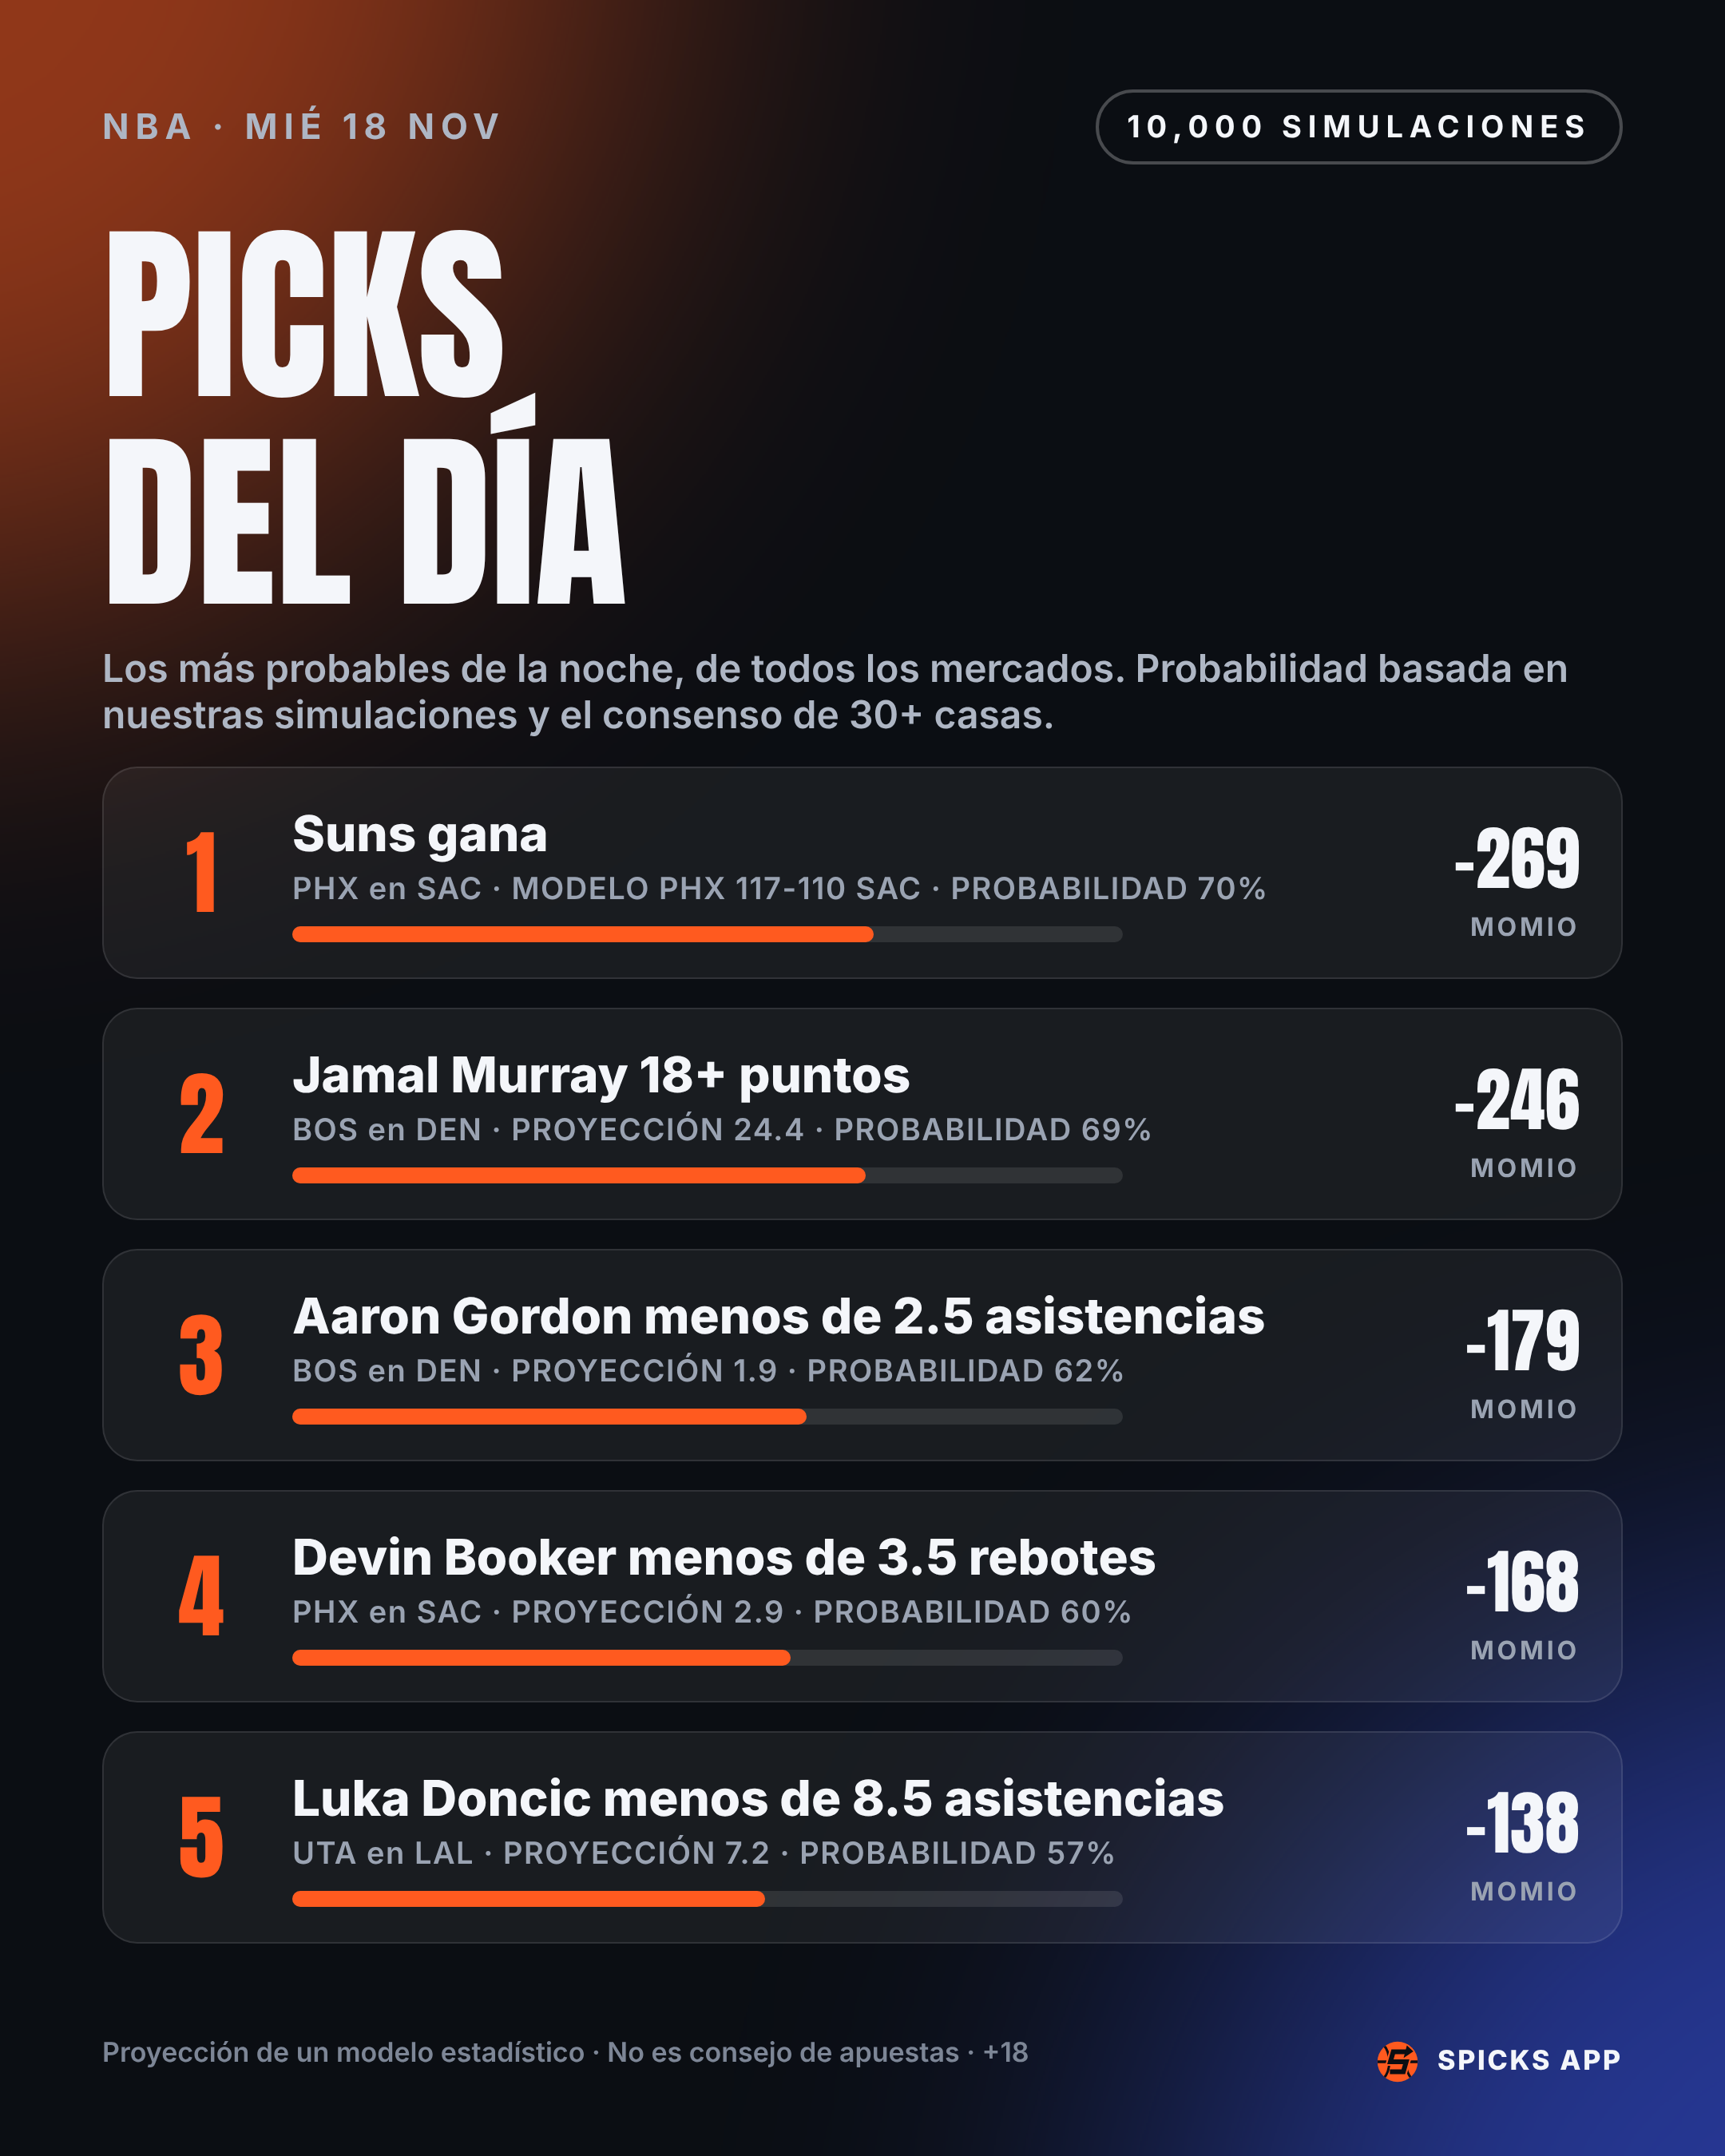 NBA · MIÉ 18 NOV
10,000 SIMULACIONES
PICKS
DEL DÍA
Los más probables de la noche, de todos los mercados. Probabilidad basada en
nuestras simulaciones y el consenso de 30+ casas.
1
Suns gana
PHX en SAC · MODELO PHX 117-110 SAC · PROBABILIDAD 70%
-269
MOMIO
2
Jamal Murray 18+ puntos
BOS en DEN · PROYECCIÓN 24.4 · PROBABILIDAD 69%
-246
MOMIO
3
Aaron Gordon menos de 2.5 asistencias
BOS en DEN · PROYECCIÓN 1.9 · PROBABILIDAD 62%
-179
MOMIO
4
Devin Booker menos de 3.5 rebotes
PHX en SAC · PROYECCIÓN 2.9 · PROBABILIDAD 60%
-168
MOMIO
5
Luka Doncic menos de 8.5 asistencias
UTA en LAL · PROYECCIÓN 7.2 · PROBABILIDAD 57%
-138
MOMIO
Proyección de un modelo estadístico · No es consejo de apuestas · +18
SPICKS APP